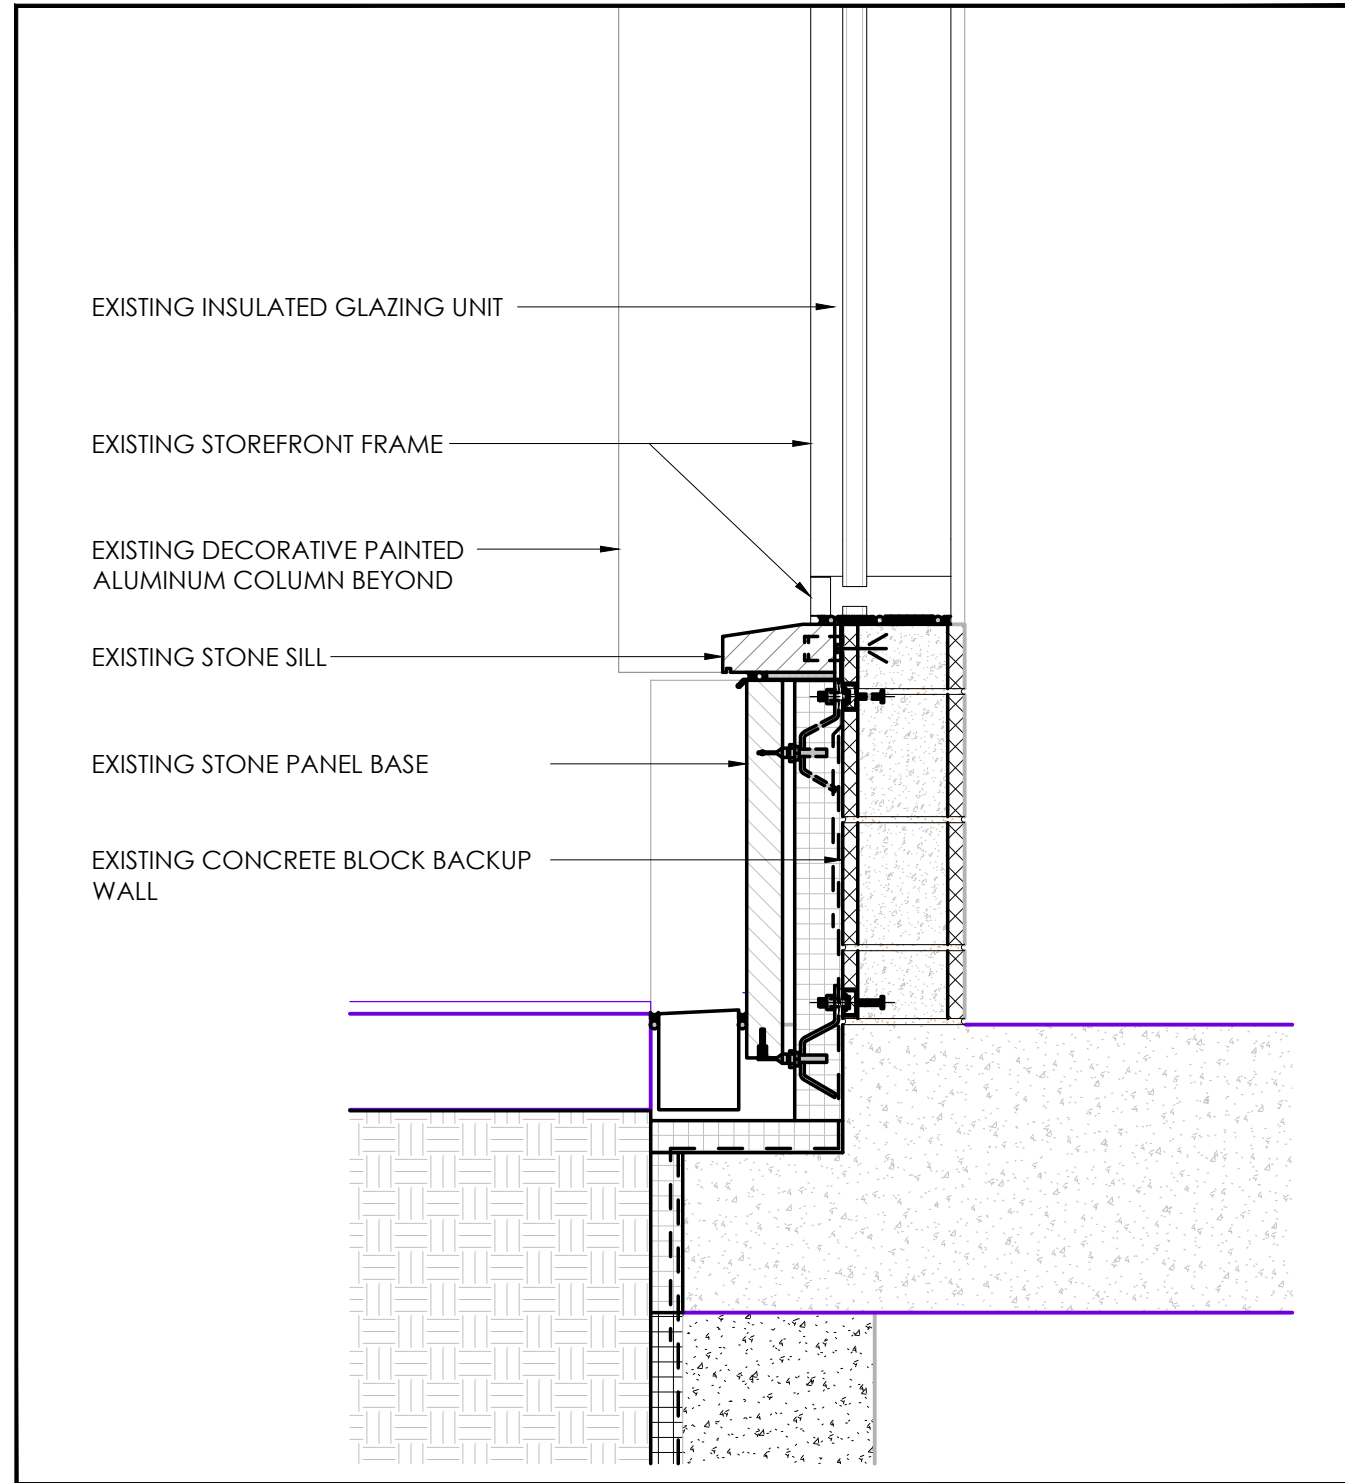 EXISTING INSULATED GLAZING UNIT
EXISTING STOREFRONT FRAME
EXISTING DECORATIVE PAINTED
ALUMINUM COLUMN BEYOND
EXISTING STONE SILL
EXISTING STONE PANEL BASE
EXISTING CONCRETE BLOCK BACKUP
WALL